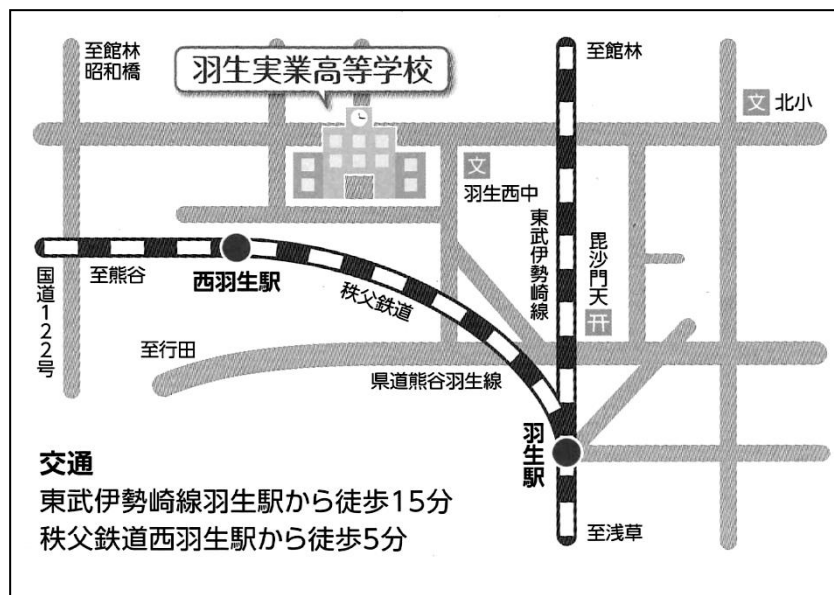 至館林
昭和橋
羽生実業高等学校
至館林
文
北小
文
羽生西中
東武伊勢崎線
毘沙門天
国道122号
至熊谷
西羽生駅
秩父鉄道
至行田
県道熊谷羽生線
羽生駅
交通
東武伊勢崎線羽生駅から徒歩15分
秩父鉄道西羽生駅から徒歩5分
至浅草